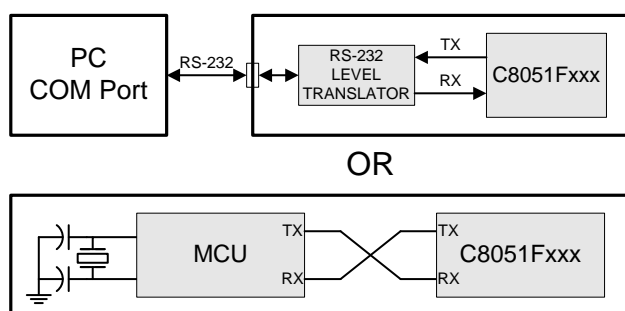 PC
COM Port
RS-232
RS-232
LEVEL
TRANSLATOR
TX
RX
C8051Fxxx
OR
MCU
TX
RX
TX
RX
C8051Fxxx